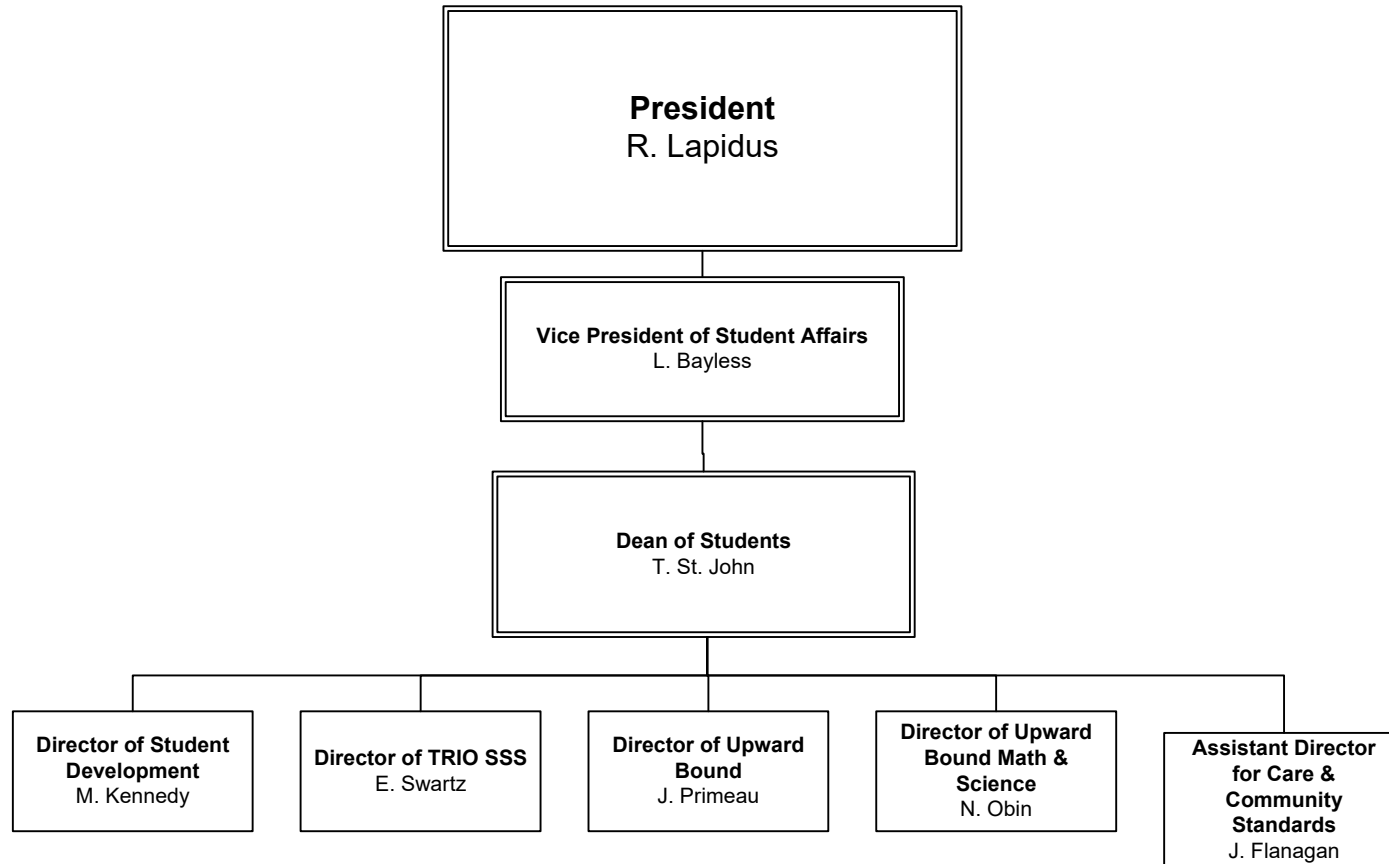 President
R. Lapidus
Vice President of Student Affairs
L. Bayless
Dean of Students
T. St. John
Director of Student
Development
M. Kennedy
Director of TRIO SSS
E. Swartz
Director of Upward
Bound
J. Primeau
Director of Upward
Bound Math &
Science
N. Obin
Assistant Director
for Care &
Community
Standards
J. Flanagan